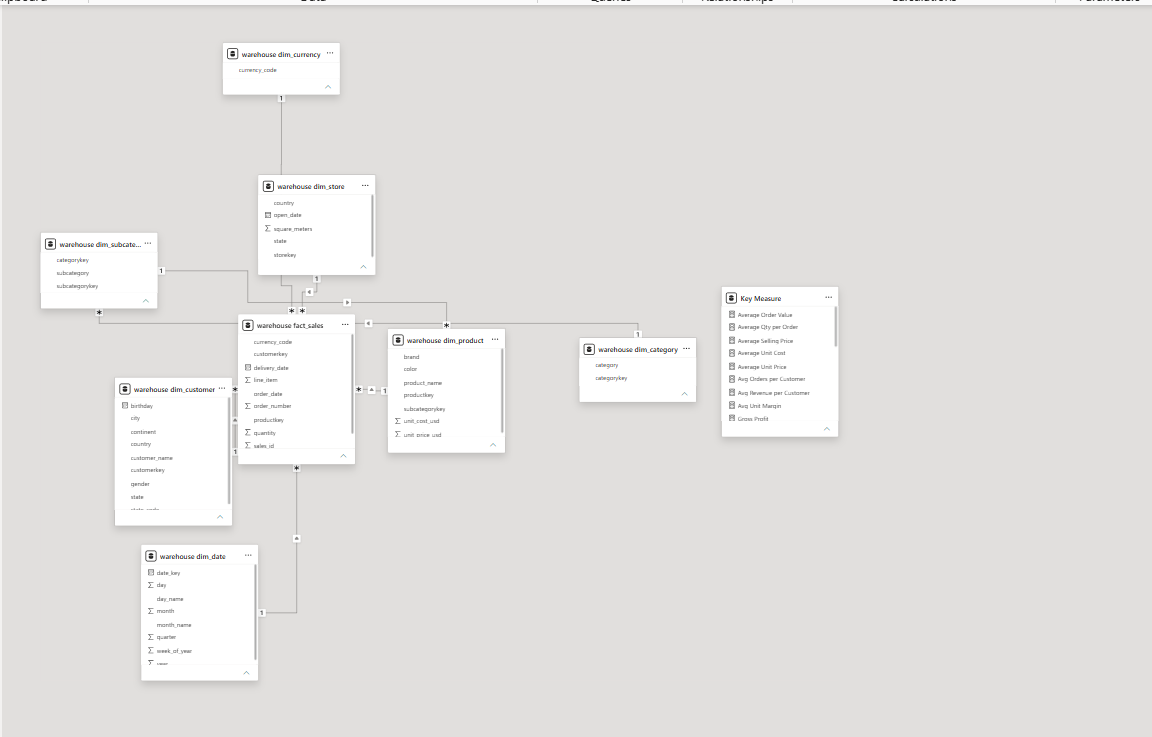 Data
Queries
Relationships
Calculations
Parameters
warehouse dim_currency
currency_code
1
warehouse dim_store
country
open_date
square_meters
state
storekey
1
warehouse dim_subcate...
categorykey
subcategory
subcategorykey
1
*
warehouse fact_sales
currency_code
customerkey
delivery_date
line_item
order_date
order_number
productkey
quantity
sales_id
* *
*
*
*
warehouse dim_product
brand
color
product_name
productkey
subcategorykey
unit_cost_usd
unit_price_usd
*
1
warehouse dim_category
category
categorykey
1
Key Measure
Average Order Value
Average Qty per Order
Average Selling Price
Average Unit Cost
Average Unit Price
Avg Orders per Customer
Avg Revenue per Customer
Avg Unit Margin
Gross Profit
warehouse dim_customer
birthday
city
continent
country
customer_name
customerkey
gender
state
state_code
1
warehouse dim_date
date_key
day
day_name
month
month_name
quarter
week_of_year
year
1